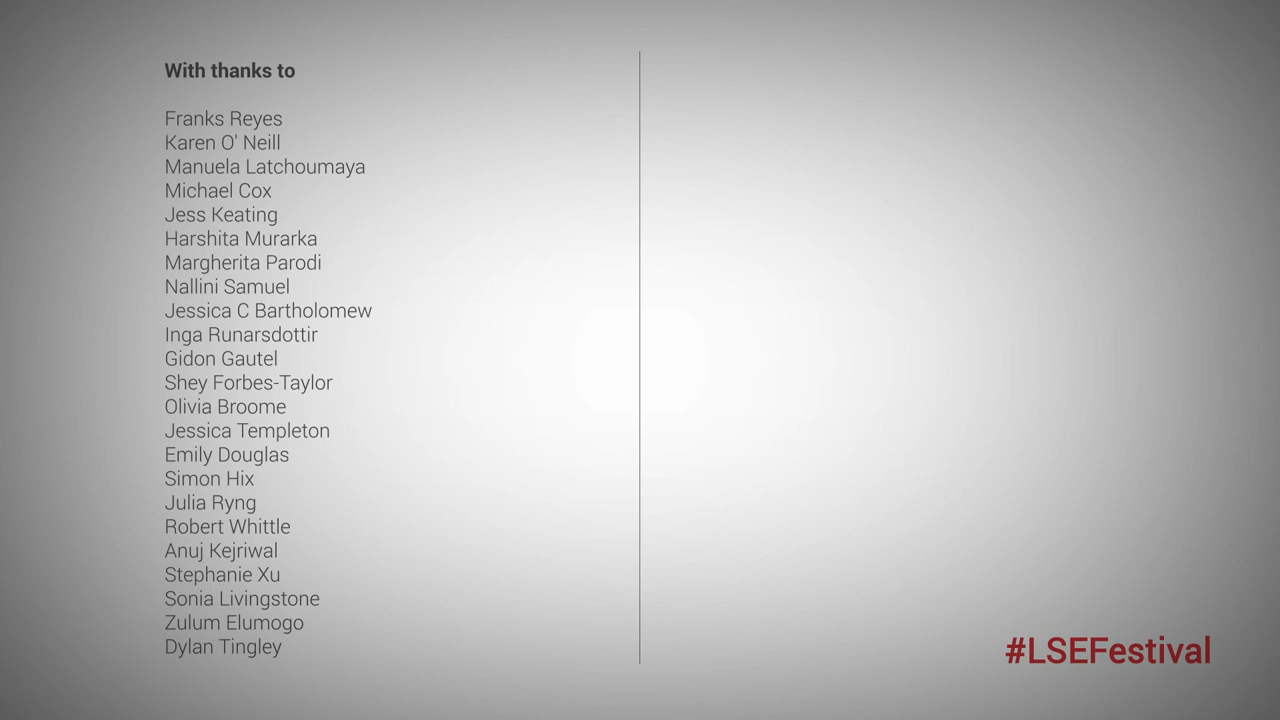 With thanks to
Franks Reyes
Karen O' Neill
Manuela Latchoumaya
Michael Cox
Jess Keating
Harshita Murarka
Margherita Parodi
Nallini Samuel
Jessica C Bartholomew
Inga Runarsdottir
Gidon Gautel
Shey Forbes-Taylor
Olivia Broome
Jessica Templeton
Emily Douglas
Simon Hix
Julia Ryng
Robert Whittle
Anuj Kejriwal
Stephanie Xu
Sonia Livingstone
Zulum Elumogo
Dylan Tingley
#LSEFestival